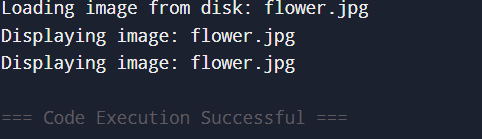 Loading image from disk: flower.jpg
Displaying image: flower.jpg
Displaying image: flower.jpg
=== Code Execution Successful ===